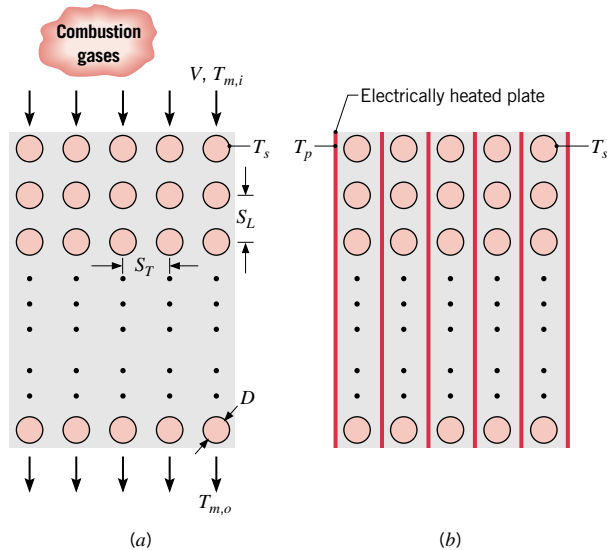 Combustion
gases
V, T_{m,i}
T_s
S_L
S_T
D
T_{m,o}
(a)
Electrically heated plate
T_p
T_s
(b)